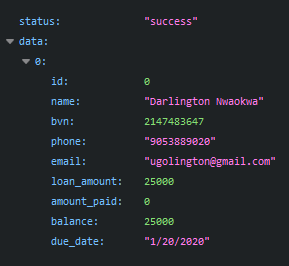 status: "success"
data:
0:
id: 0
name: "Darlington Nwaokwa"
bvn: 2147483647
phone: "9053889020"
email: "ugolington@gmail.com"
loan_amount: 25000
amount_paid: 0
balance: 25000
due_date: "1/20/2020"